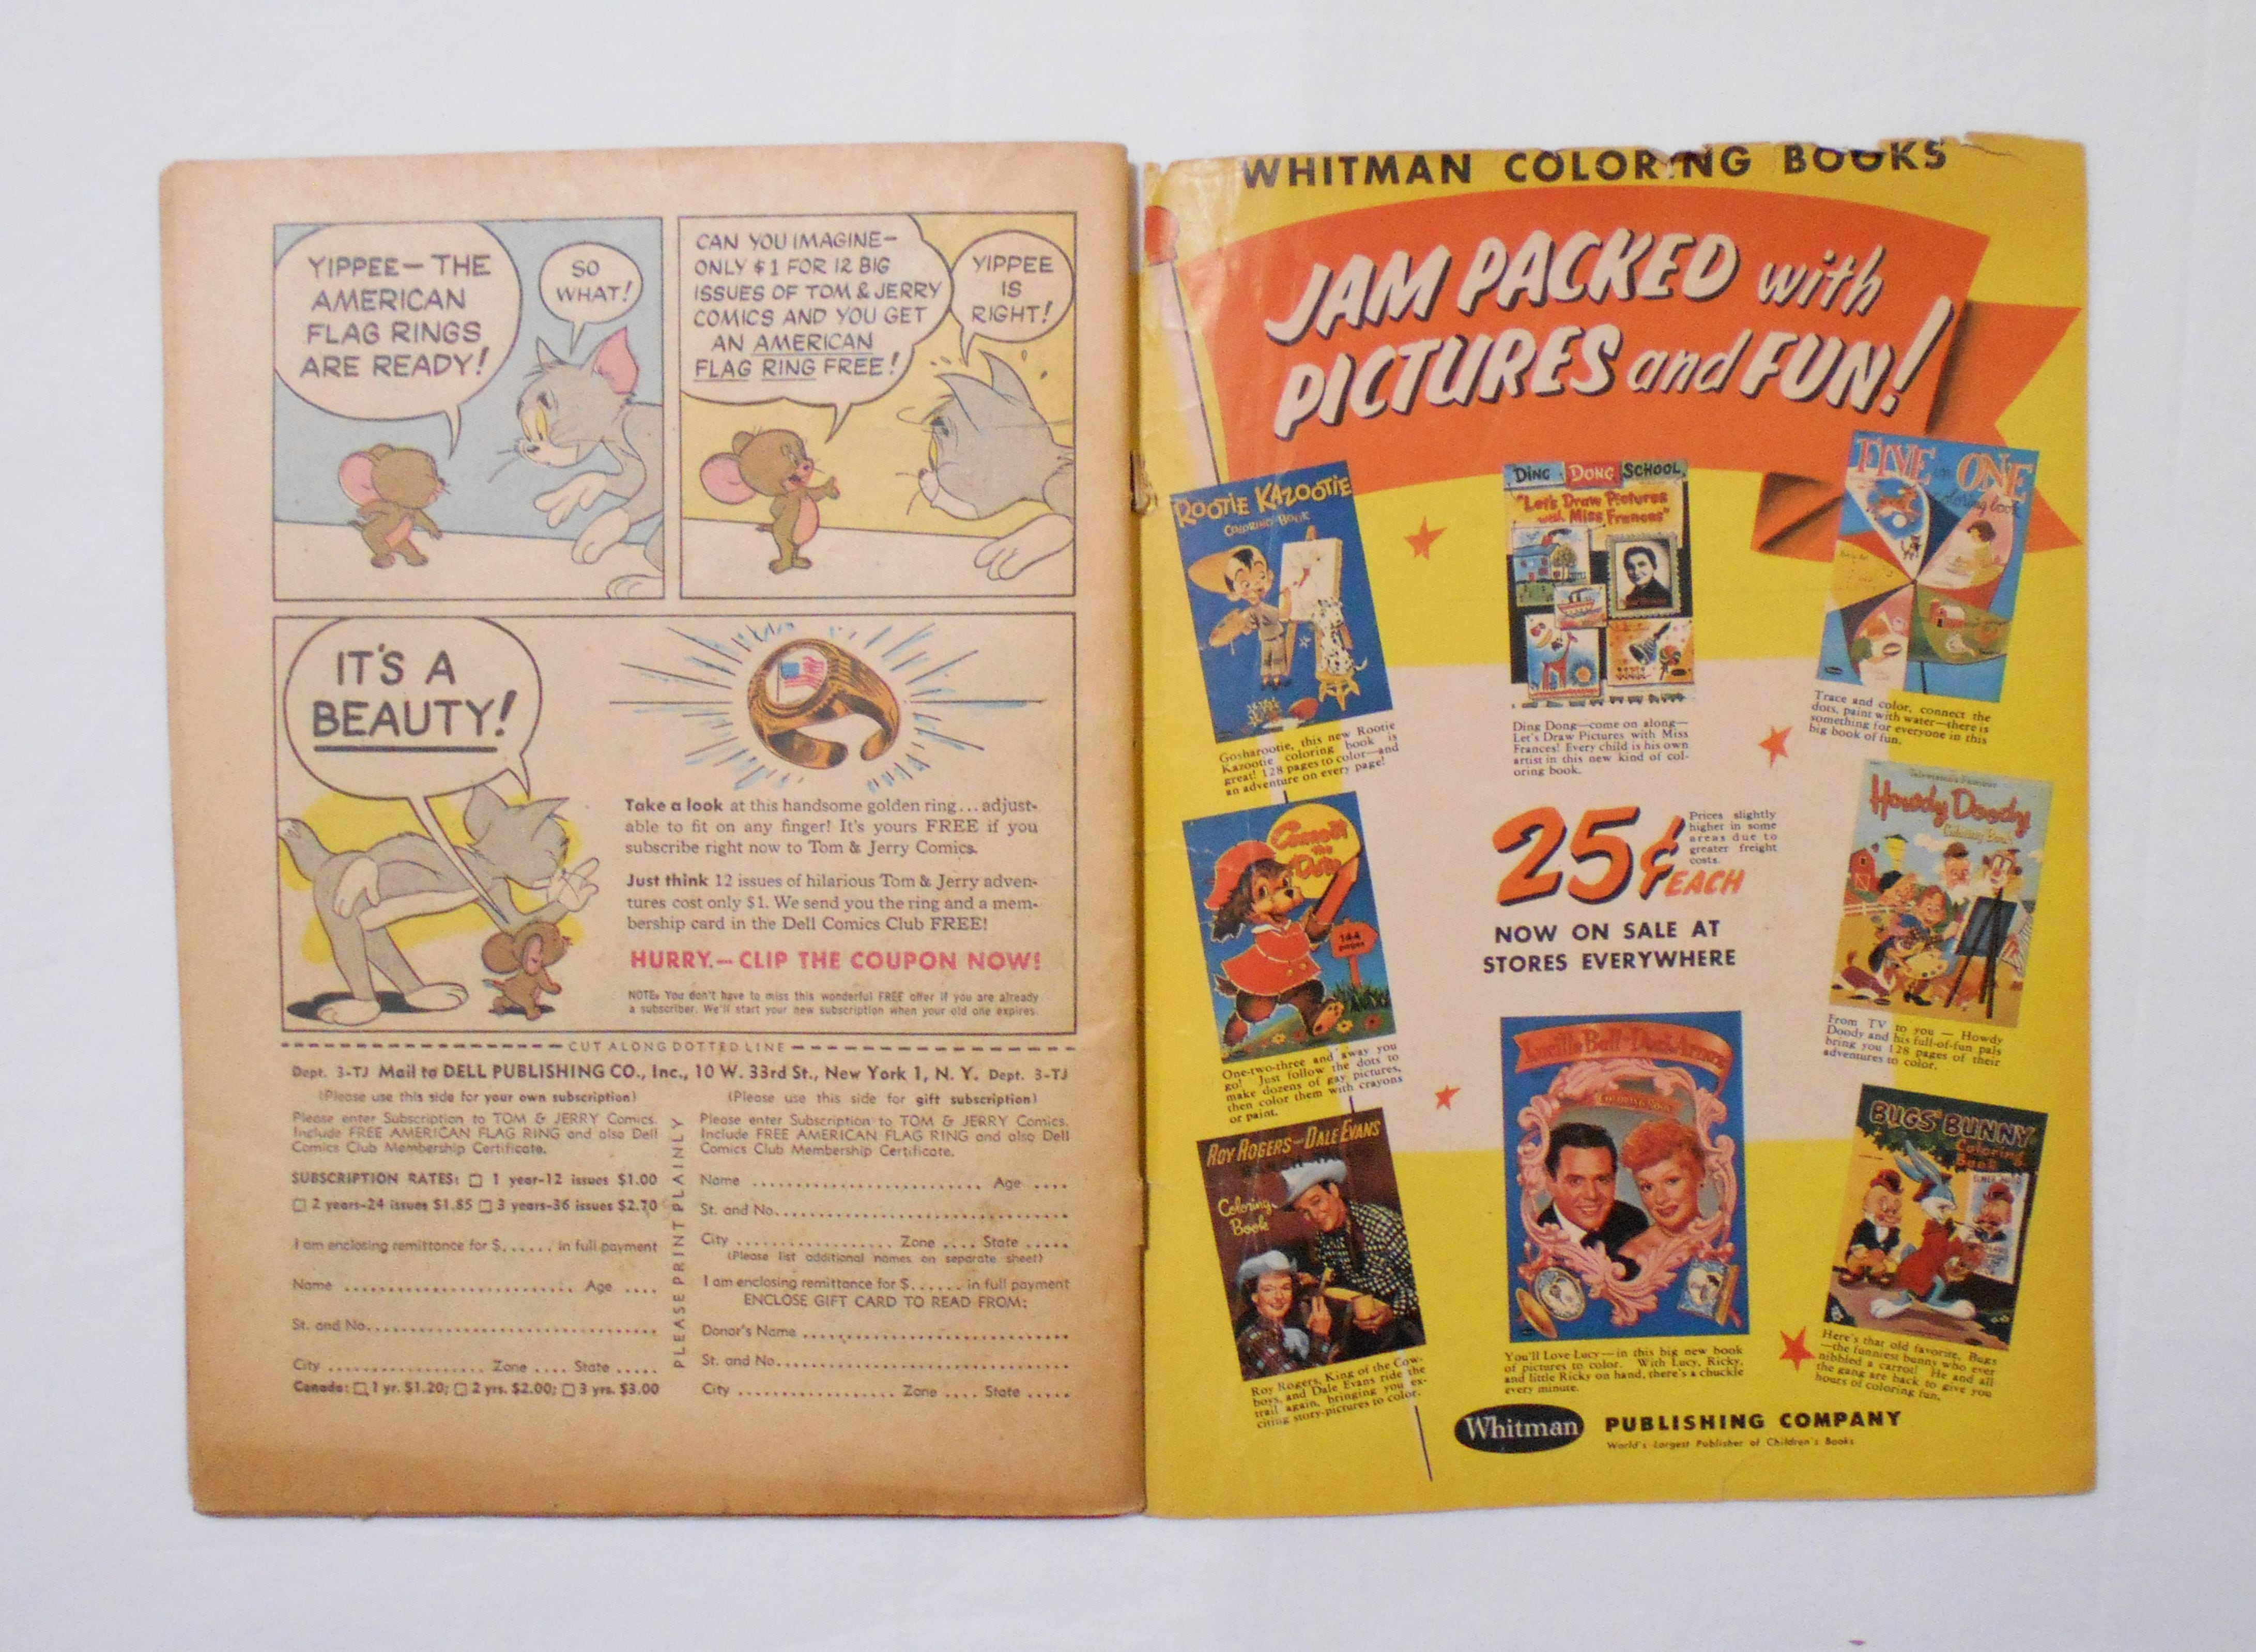 YIPPEE—THE
AMERICAN
FLAG RINGS
ARE READY!
SO
WHAT!
CAN YOU IMAGINE—
ONLY $1 FOR 12 BIG
ISSUES OF TOM & JERRY
COMICS AND YOU GET
AN AMERICAN
FLAG RING FREE!
YIPPEE
IS
RIGHT!
IT'S A
BEAUTY!
Take a look at this handsome golden ring...adjust-
able to fit on any finger! It's yours FREE if you
subscribe right now to Tom & Jerry Comics.
Just think 12 issues of hilarious Tom & Jerry adven-
tures cost only $1. We send you the ring and a mem-
bership card in the Dell Comics Club FREE!
HURRY—CLIP THE COUPON NOW!
NOTE: You don't have to miss this wonderful FREE offer if you are already
a subscriber. We'll start your new subscription when your old one expires.
CUT ALONG DOTTED LINE
Dept. 3-TJ Mail to DELL PUBLISHING CO., Inc., 10 W. 33rd St., New York 1, N. Y. Dept. 3-TJ
(Please use this side for your own subscription)
Please enter Subscription to TOM & JERRY Comics.
Include FREE AMERICAN FLAG RING and also Dell
Comics Club Membership Certificate.
SUBSCRIPTION RATES: □ 1 year-12 issues $1.00
□ 2 years-24 issues $1.85 □ 3 years-36 issues $2.70
I am enclosing remittance for $...... in full payment
Name .......................... Age ....
St. and No..................................
City .................. Zone .... State .....
Canada: □ 1 yr. $1.20; □ 2 yrs. $2.00; □ 3 yrs. $3.00
PLEASE PRINT PLAINLY
(Please use this side for gift subscription)
Please enter Subscription to TOM & JERRY Comics.
Include FREE AMERICAN FLAG RING and also Dell
Comics Club Membership Certificate.
Name .......................... Age ....
St. and No..................................
City .................. Zone .... State .....
(Please list additional names on separate sheet)
I am enclosing remittance for $...... in full payment
ENCLOSE GIFT CARD TO READ FROM:
Donor's Name ..............................
St. and No..................................
City .................. Zone .... State .....
WHITMAN COLORING BOOKS
JAM PACKED with
PICTURES and FUN!
ROOTIE KAZOOTIE
COLORING BOOK
Gosharootie, this new Rootie
Kazootie coloring book is
great! 128 pages to color—and
an adventure on every page!
DING DONG SCHOOL
"Let's Draw Pictures
with Miss Frances"
Ding Dong—come on along—
Let's Draw Pictures with Miss
Frances! Every child is his own
artist in this new kind of col-
oring book.
FIVE in ONE
coloring book
Trace and color, connect the
dots, paint with water—there is
something for everyone in this
big book of fun.
Connect
the
Dots
144
pages
One-two-three and away you
go! Just follow the dots to
make dozens of gay pictures,
then color them with crayons
or paint.
25¢ EACH
Prices slightly
higher in some
areas due to
greater freight
costs.
NOW ON SALE AT
STORES EVERYWHERE
Howdy Doody
Coloring Book
From TV to you — Howdy
Doody and his full-of-fun pals
bring you 128 pages of their
adventures to color.
ROY ROGERS and DALE EVANS
Coloring
Book
Roy Rogers, King of the Cow-
boys, and Dale Evans ride the
trail again, bringing you ex-
citing story-pictures to color.
Lucille Ball - Desi Arnaz
Coloring Book
You'll Love Lucy—in this big new book
of pictures to color. With Lucy, Ricky,
and little Ricky on hand, there's a chuckle
every minute.
BUGS BUNNY
Coloring
Book
Here's that old favorite, Bugs
—the funniest bunny who ever
nibbled a carrot! He and all
the gang are back to give you
hours of coloring fun.
Whitman PUBLISHING COMPANY
World's Largest Publisher of Children's Books